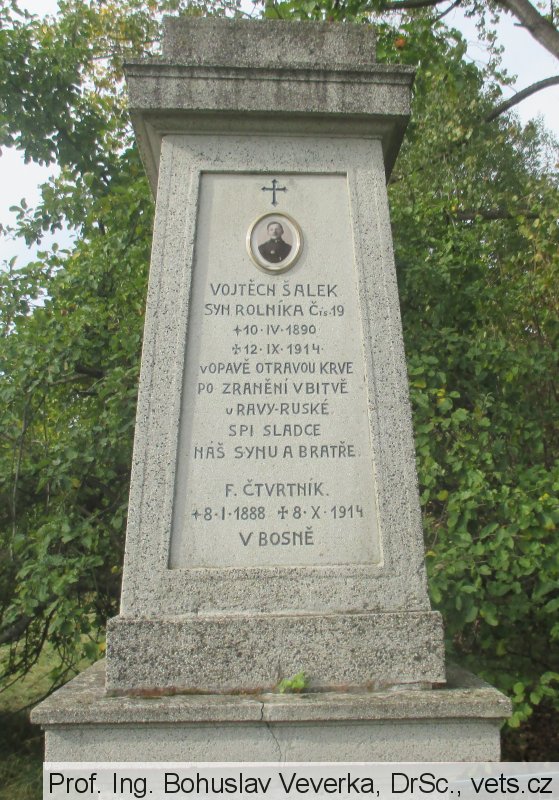 VOJTĚCH ŠALEK
SYN ROLNÍKA Čís.19
+10·IV·1890
✠12·IX·1914
V OPAVĚ OTRAVOU KRVE
PO ZRANĚNÍ V BITVĚ
U RAVY-RUSKÉ
SPI SLADCE
NÁŠ SYNU A BRATŘE.
F. ČTVRTNÍK.
+8·I·1888 ✠8·X·1914
V BOSNĚ
Prof. Ing. Bohuslav Veverka, DrSc., vets.cz